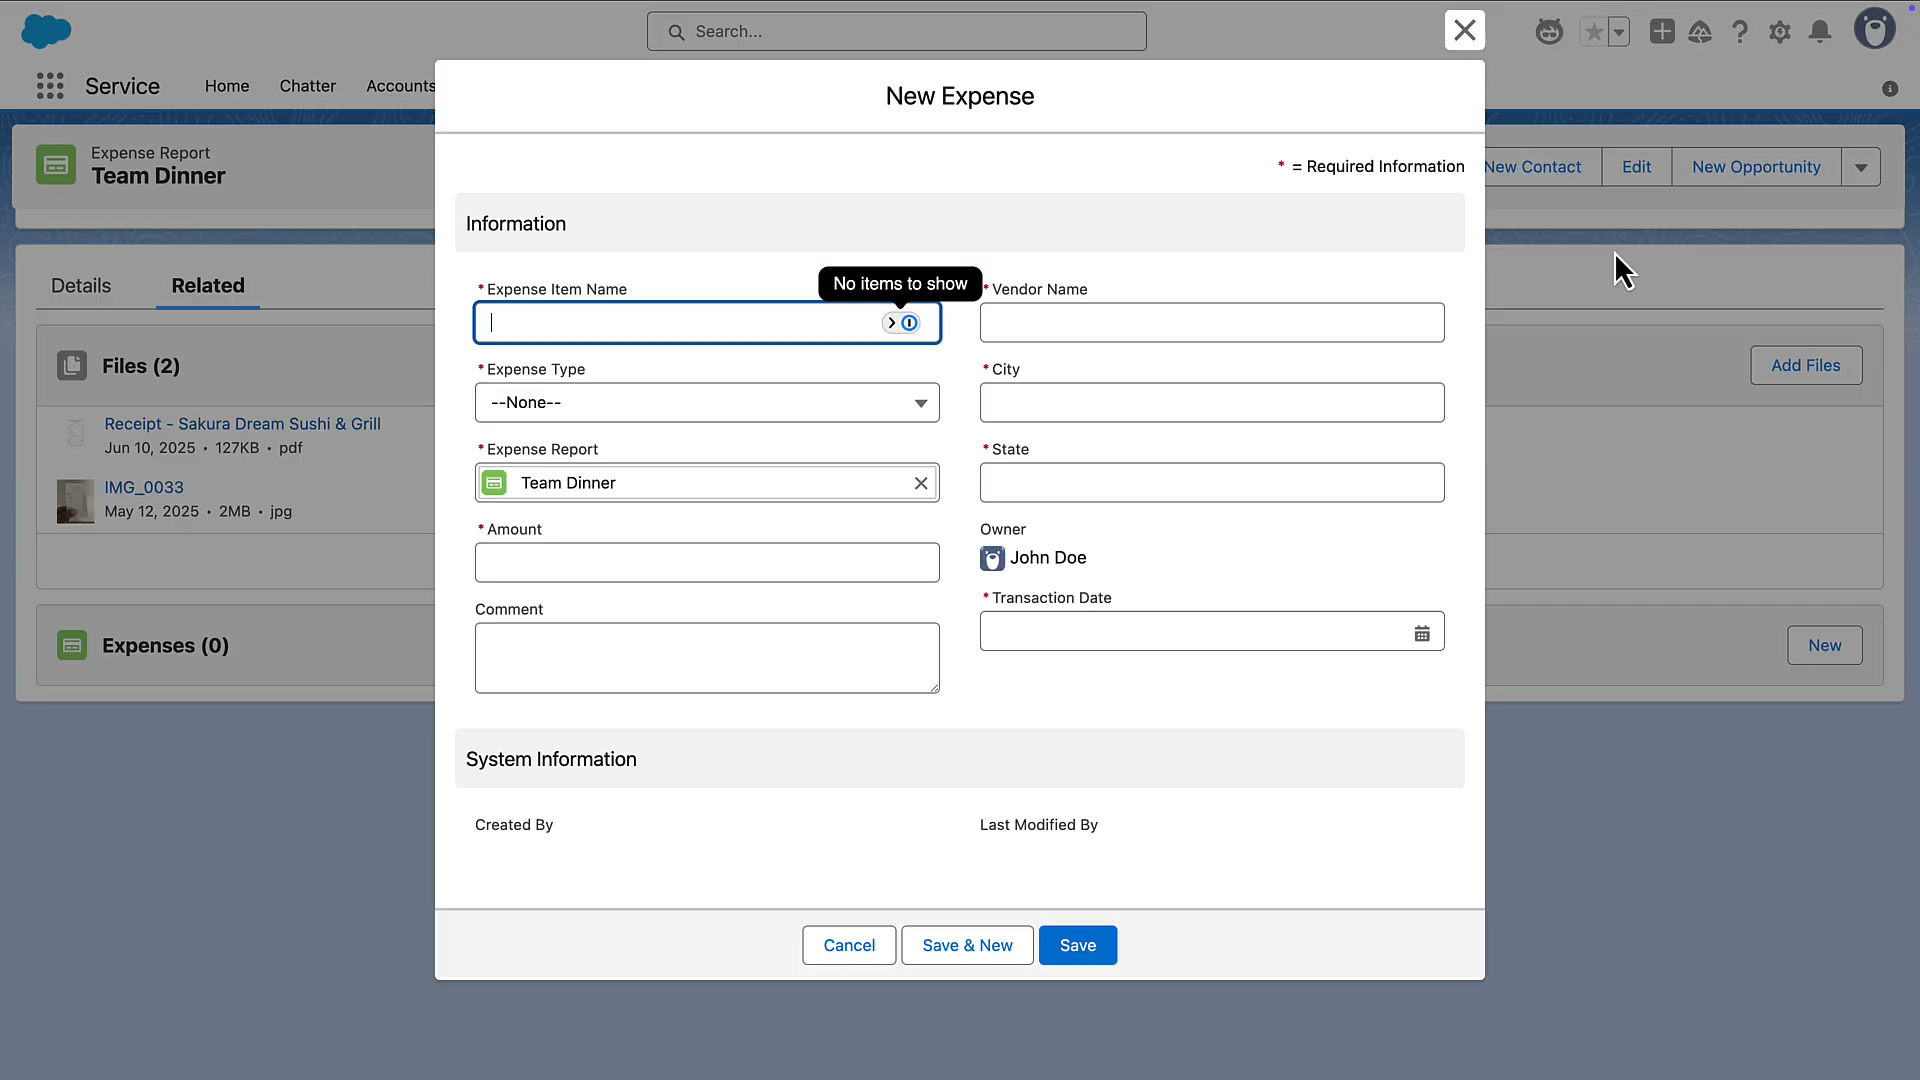 Search...
Service
Home
Chatter
Accounts
New Expense
Expense Report
Team Dinner
* = Required Information
New Contact
Edit
New Opportunity
Information
Details
Related
No items to show
* Expense Item Name
* Vendor Name
Files (2)
Add Files
* Expense Type
--None--
* City
Receipt - Sakura Dream Sushi & Grill
Jun 10, 2025 • 127KB • pdf
* Expense Report
Team Dinner
* State
IMG_0033
May 12, 2025 • 2MB • jpg
* Amount
Owner
John Doe
* Transaction Date
Comment
Expenses (0)
New
System Information
Created By
Last Modified By
Cancel
Save & New
Save